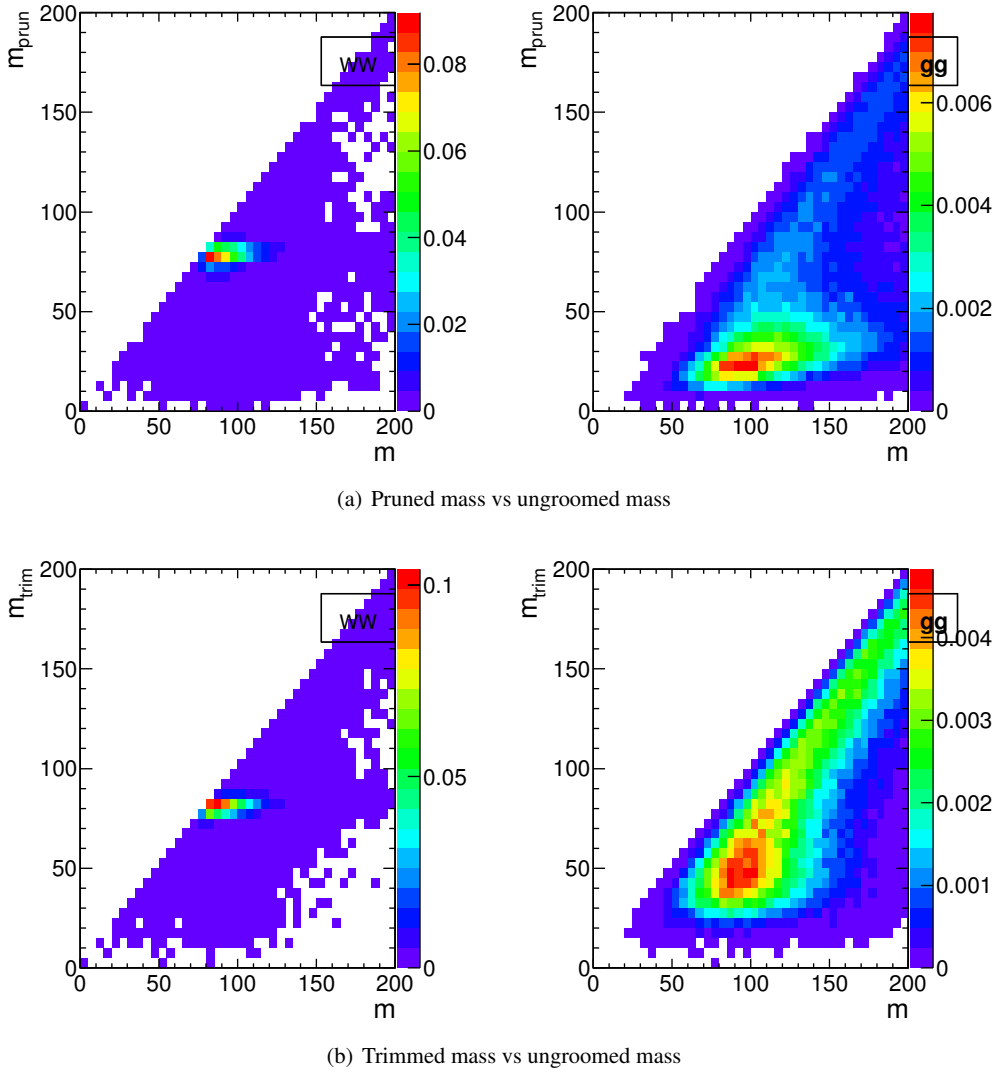 m_prun
200
150
100
50
0
0 50 100 150 200
m
WW
0.08
0.06
0.04
0.02
0
m_prun
200
150
100
50
0
0 50 100 150 200
m
gg
0.006
0.004
0.002
0
(a) Pruned mass vs ungroomed mass
m_trim
200
150
100
50
0
0 50 100 150 200
m
WW
0.1
0.05
0
m_trim
200
150
100
50
0
0 50 100 150 200
m
gg
0.004
0.003
0.002
0.001
0
(b) Trimmed mass vs ungroomed mass